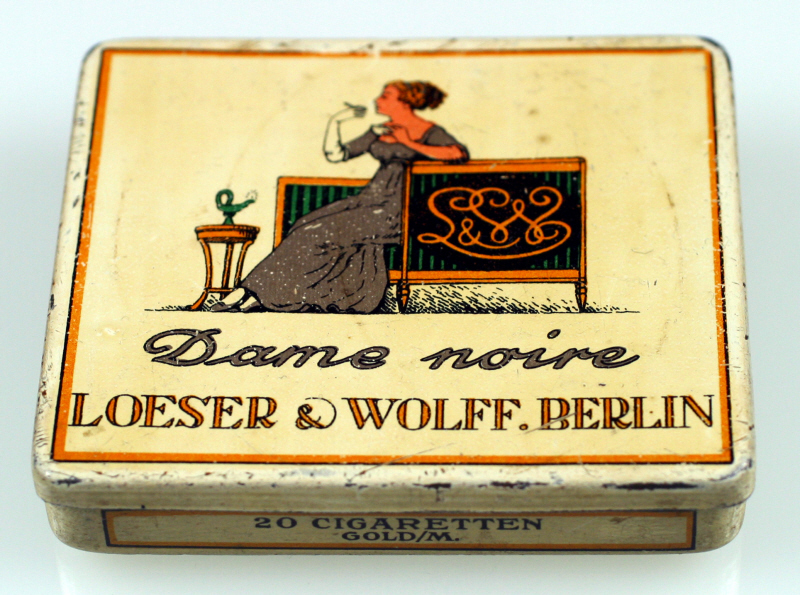 L&W
Dame noire
LOESER & WOLFF. BERLIN
20 CIGARETTEN
GOLD/M.